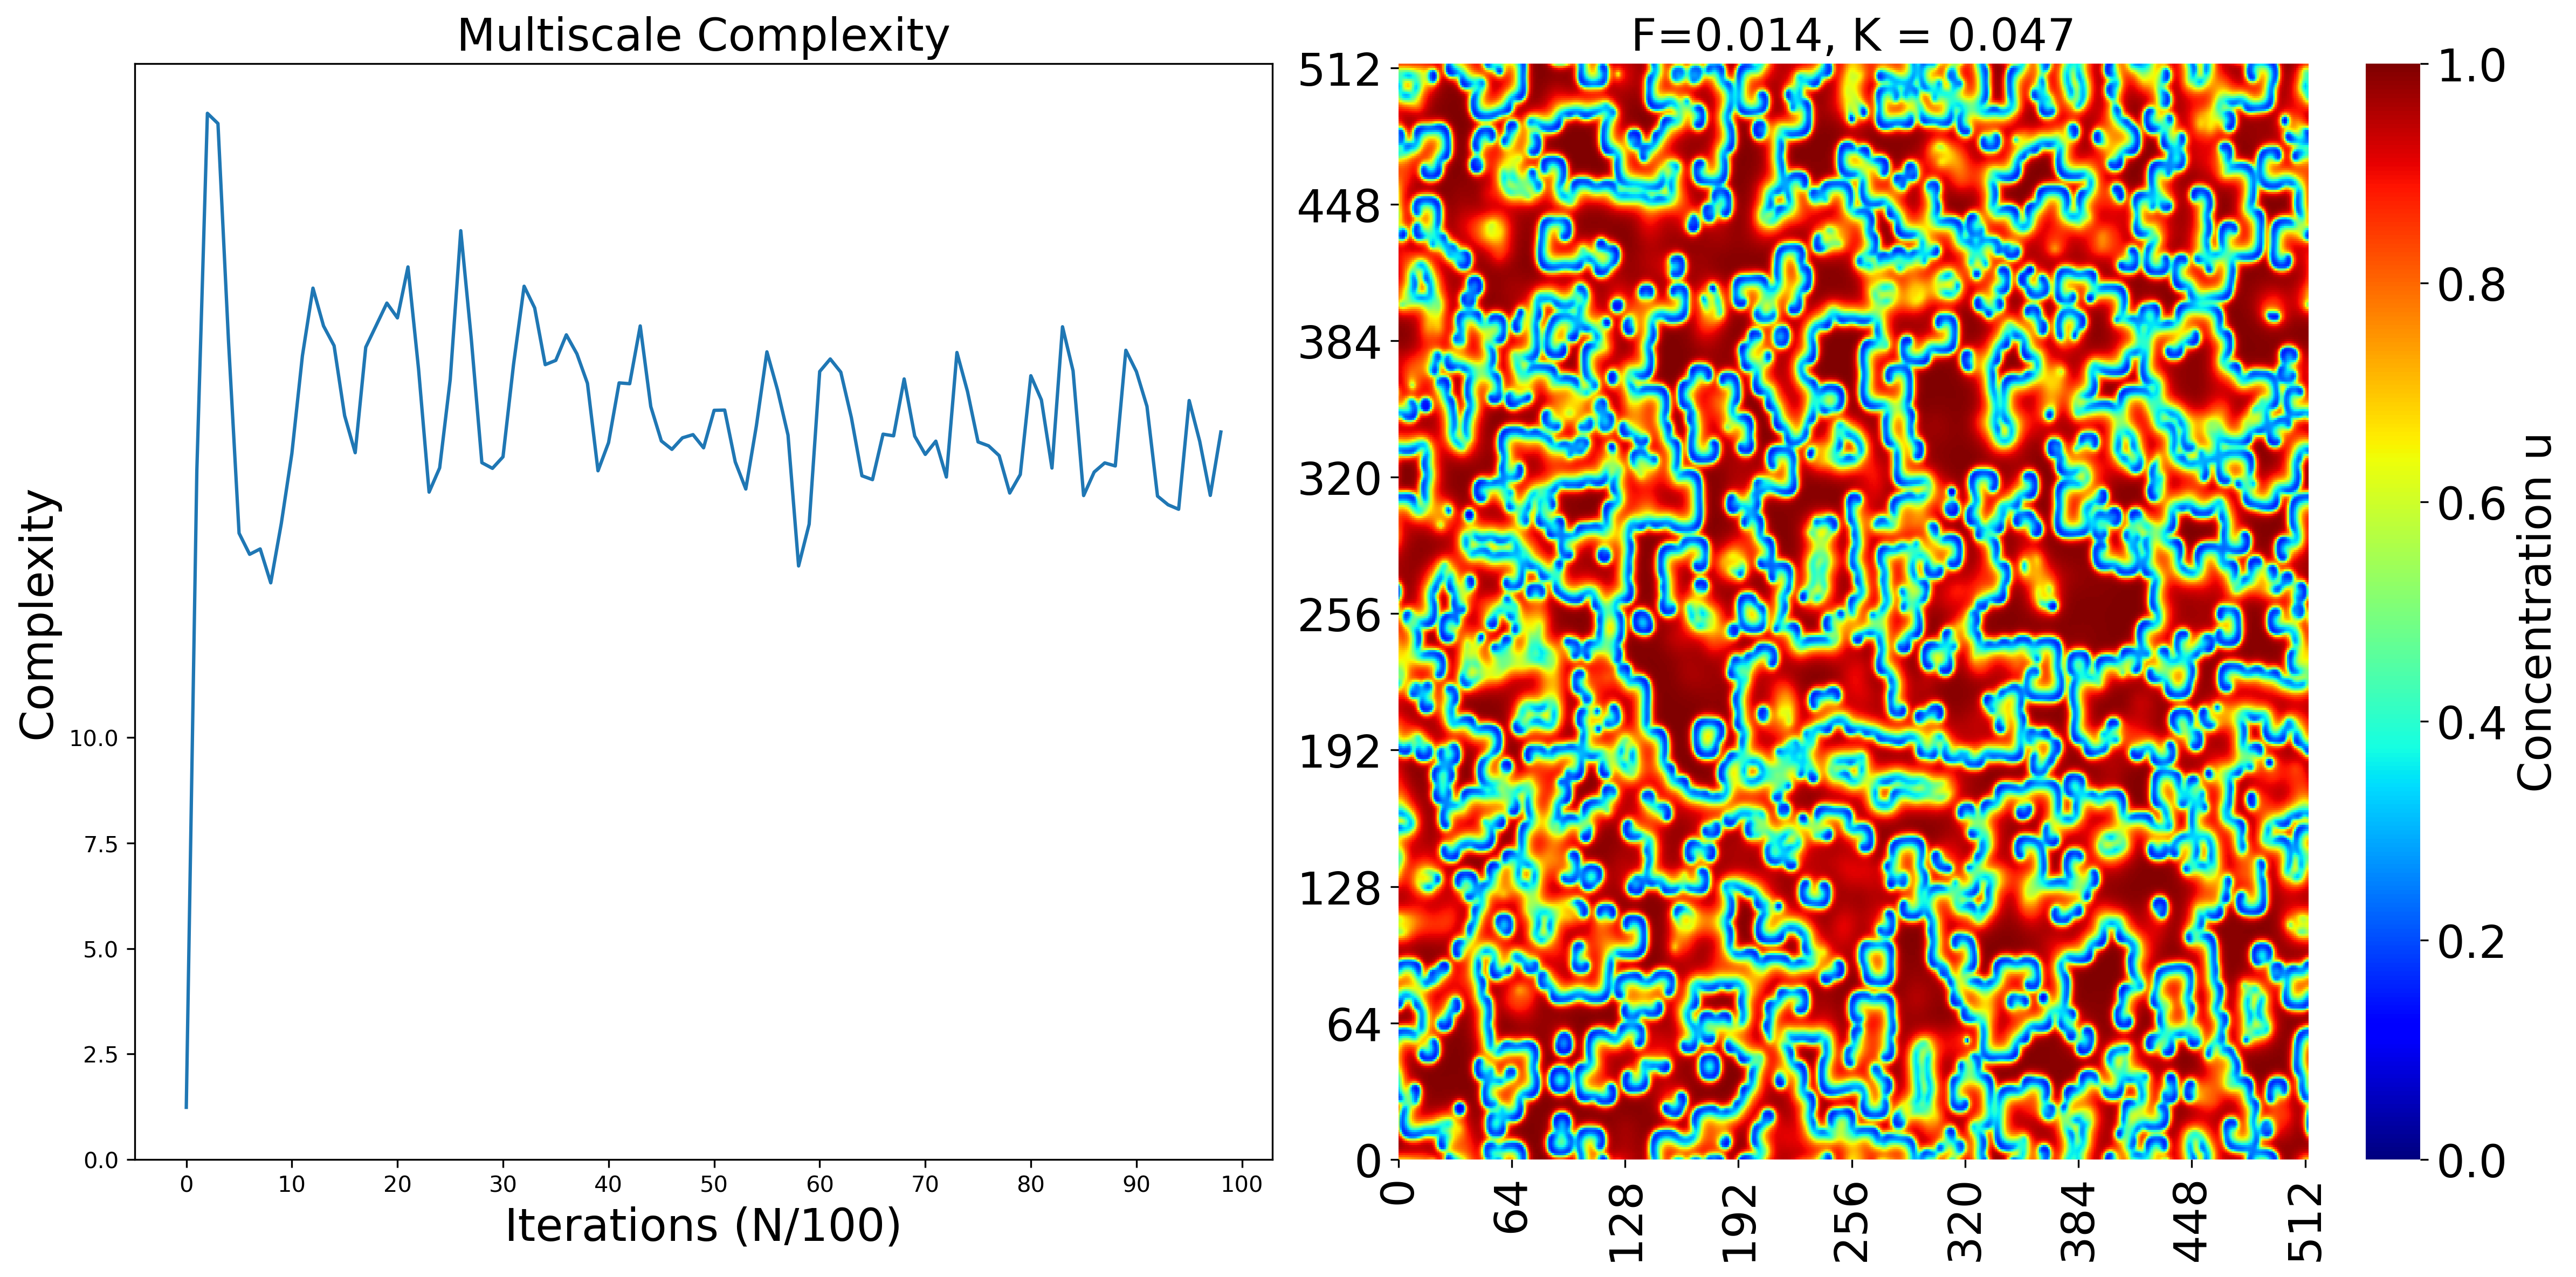 Multiscale Complexity
Complexity
10.0
7.5
5.0
2.5
0.0
0 10 20 30 40 50 60 70 80 90 100
Iterations (N/100)
F=0.014, K = 0.047
512
448
384
320
256
192
128
64
0
0 64 128 192 256 320 384 448 512
1.0
0.8
0.6
0.4
0.2
0.0
Concentration u